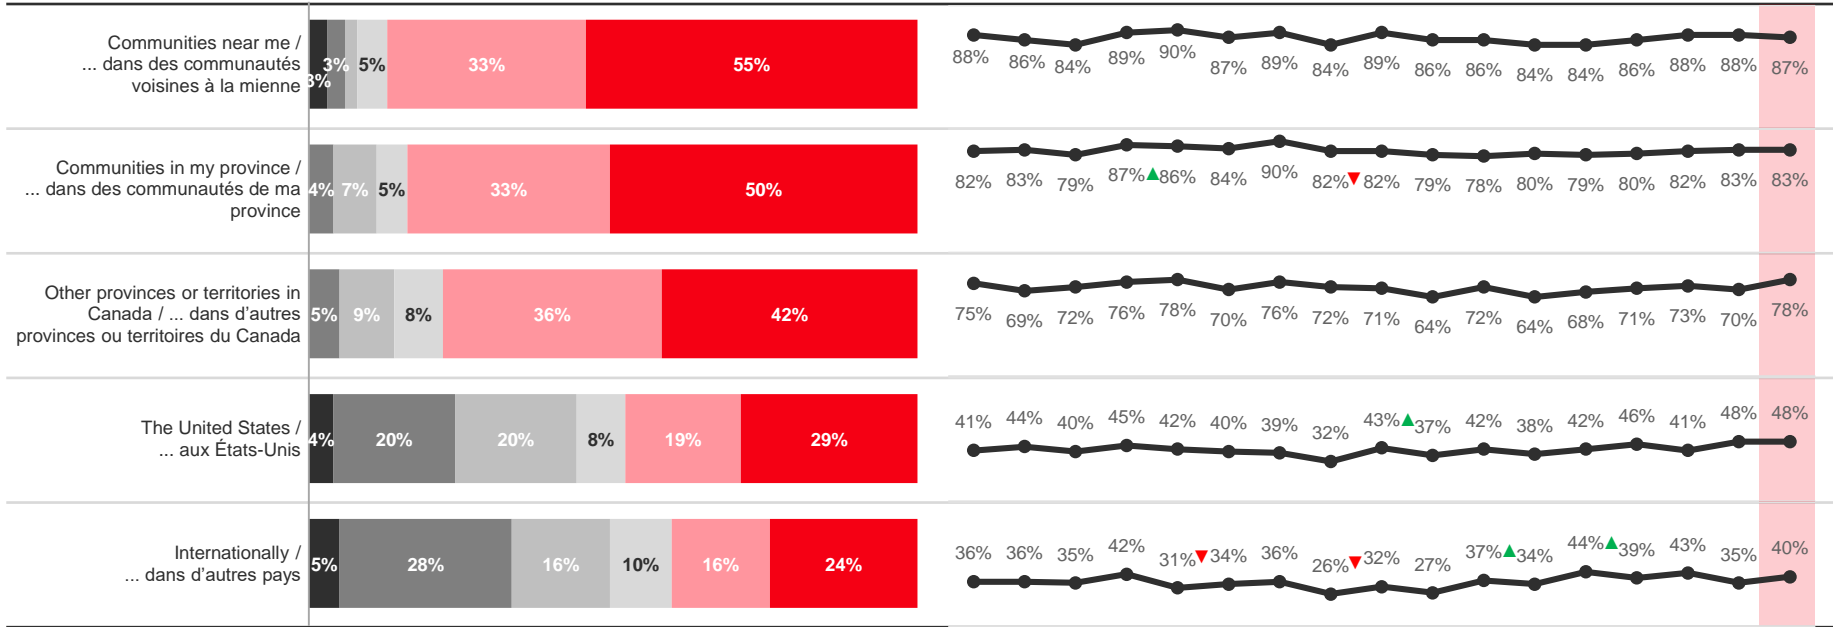 Communities near me /
... dans des communautés
voisines à la mienne
3% 3% 5% 33% 55%
88% 86% 84% 89% 90% 87% 89% 84% 89% 86% 86% 84% 84% 86% 88% 88% 87%
Communities in my province /
... dans des communautés de ma
province
4% 7% 5% 33% 50%
82% 83% 79% 87% 86% 84% 90% 82% 82% 79% 78% 80% 79% 80% 82% 83% 83%
Other provinces or territories in
Canada / ... dans d'autres
provinces ou territoires du Canada
5% 9% 8% 36% 42%
75% 69% 72% 76% 78% 70% 76% 72% 71% 64% 72% 64% 68% 71% 73% 70% 78%
The United States /
... aux États-Unis
4% 20% 20% 8% 19% 29%
41% 44% 40% 45% 42% 40% 39% 32% 43% 37% 42% 38% 42% 46% 41% 48% 48%
Internationally /
... dans d'autres pays
5% 28% 16% 10% 16% 24%
36% 36% 35% 42% 31% 34% 36% 26% 32% 27% 37% 34% 44% 39% 43% 35% 40%